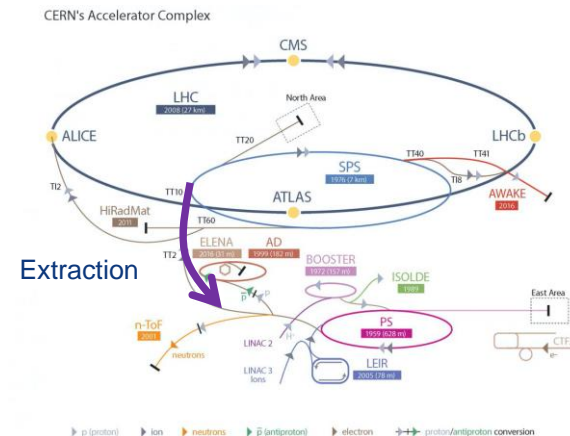 CERN's Accelerator Complex
CMS
LHC
2008 (27 km)
North Area
ALICE
LHCb
TT20
TT40
TT41
SPS
1976 (7 km)
TI2
TI8
TT10
ATLAS
AWAKE
2016
HiRadMat
2011
TT60
ELENA
2016 (31 m)
AD
1999 (182 m)
TT2
BOOSTER
1972 (157 m)
ISOLDE
1989
Extraction
p̄
p
East Area
n-ToF
2001
PS
1959 (628 m)
LINAC 2
H-
neutrons
CTF
e-
LINAC 3
Ions
LEIR
2005 (78 m)
p (proton)
ion
neutrons
p̄ (antiproton)
electron
proton/antiproton conversion